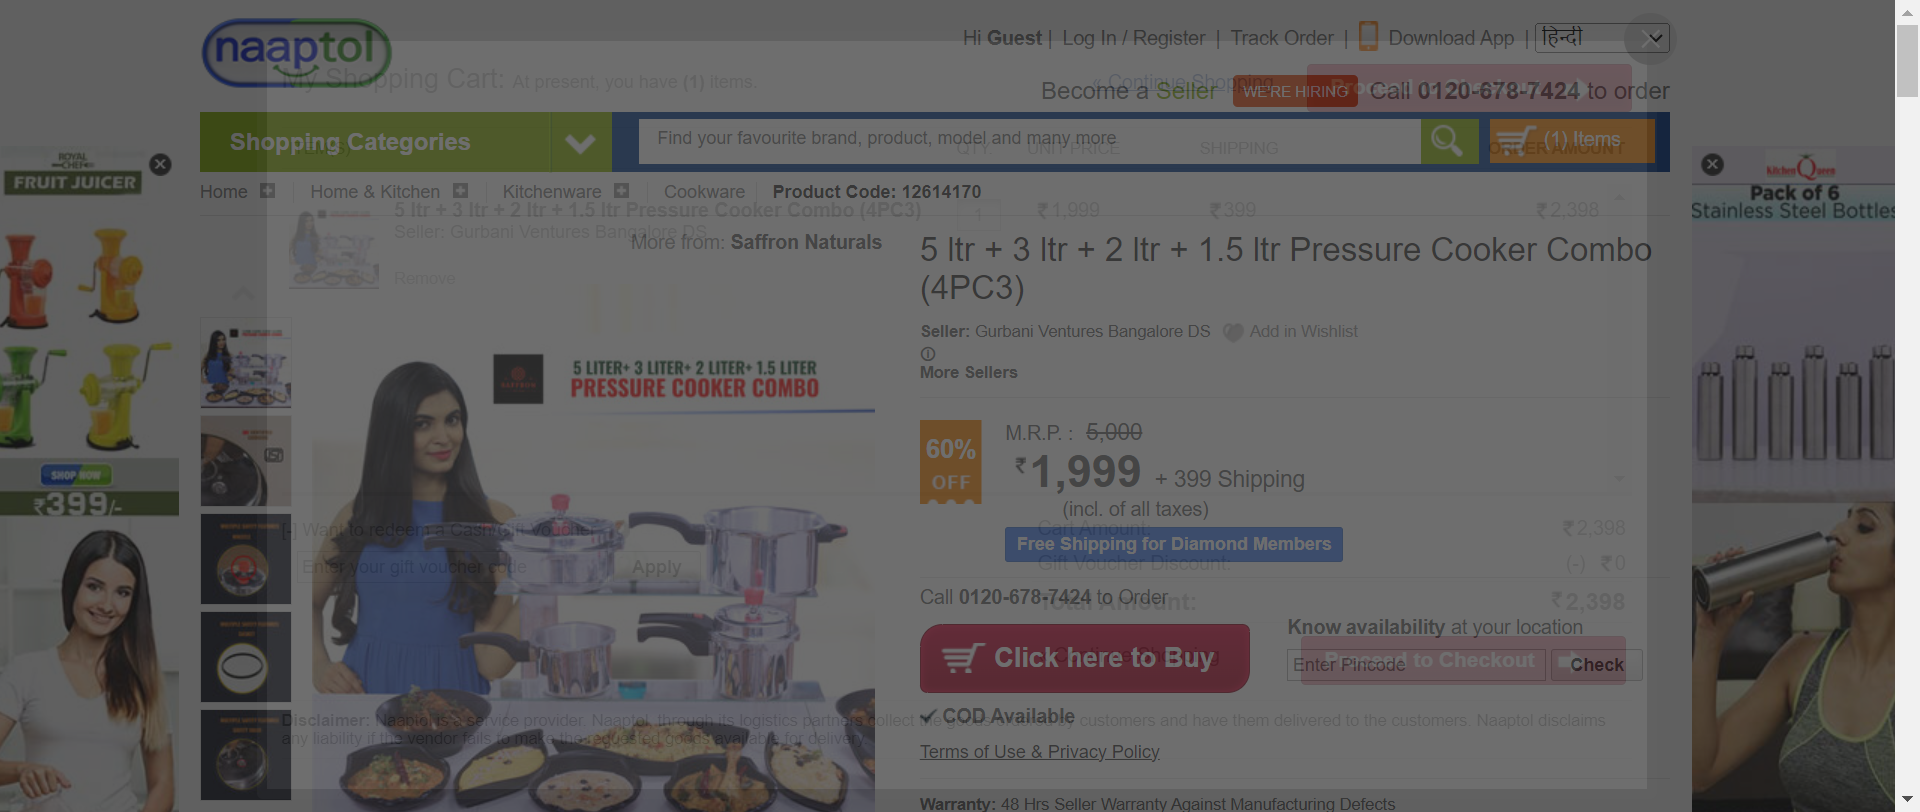 naaptol
Hi Guest | Log In / Register | Track Order | Download App | हिन्दी
My Shopping Cart: At present, you have (1) Items.
« Continue Shopping
Proceed to Checkout
Become a Seller WE'RE HIRING Call 0120-678-7424 to order
Shopping Categories
Find your favourite brand, product, model and many more
(1) Items
QTY UNIT PRICE SHIPPING ORDER AMOUNT
Home Home & Kitchen Kitchenware Cookware Product Code: 12614170
5 ltr + 3 ltr + 2 ltr + 1.5 ltr Pressure Cooker Combo (4PC3) 1 ₹1,999 ₹399 ₹2,398
Seller: Gurbani Ventures Bangalore DS
Remove
More from: Saffron Naturals
5 ltr + 3 ltr + 2 ltr + 1.5 ltr Pressure Cooker Combo
(4PC3)
Seller: Gurbani Ventures Bangalore DS Add in Wishlist
More Sellers
SAFFRON
5 LITER+ 3 LITER+ 2 LITER+ 1.5 LITER
PRESSURE COOKER COMBO
60%
OFF
M.R.P. : 5,000
₹1,999 + 399 Shipping
(incl. of all taxes)
Free Shipping for Diamond Members
[-] Want to redeem a Cash/Gift Voucher
Enter your gift voucher code Apply
Cart Amount: ₹2,398
Gift Voucher Discount: (-) ₹0
Total Amount: ₹2,398
Call 0120-678-7424 to Order
Click here to Buy
Continue Shopping
Know availability at your location
Enter Pincode Check
Proceed to Checkout
COD Available
Disclaimer: Naaptol is a service provider. Naaptol, through its logistics partners collect the goods ordered by customers and have them delivered to the customers. Naaptol disclaims
any liability if the vendor fails to make the requested goods available for delivery.
Terms of Use & Privacy Policy
Warranty: 48 Hrs Seller Warranty Against Manufacturing Defects
ROYAL
CHEF
FRUIT JUICER
SHOP NOW
₹399/-
Kitchen Queen
Pack of 6
Stainless Steel Bottles